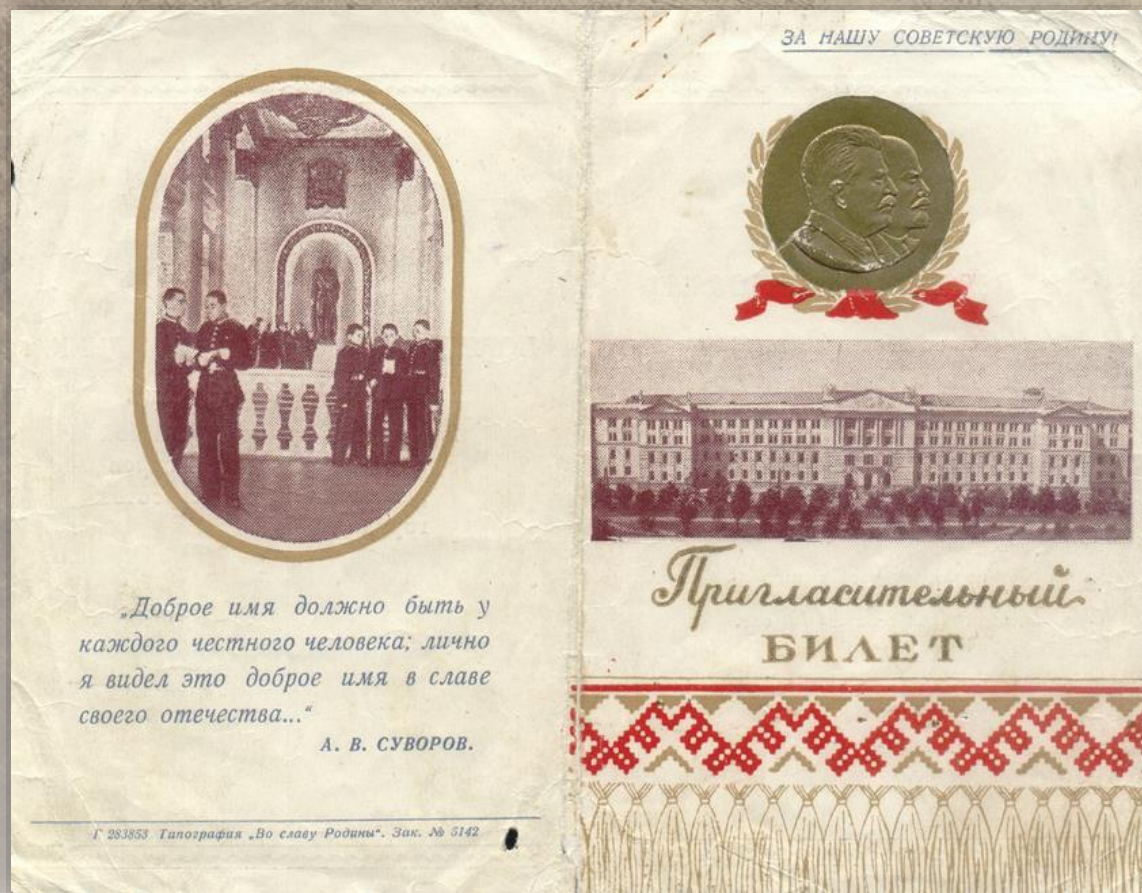 „Доброе имя должно быть у
каждого честного человека; лично
я видел это доброе имя в славе
своего отечества...“
А. В. СУВОРОВ.
Г 283853 Типография „Во славу Родины“. Зак. № 5142
ЗА НАШУ СОВЕТСКУЮ РОДИНУ!
Пригласительный
БИЛЕТ